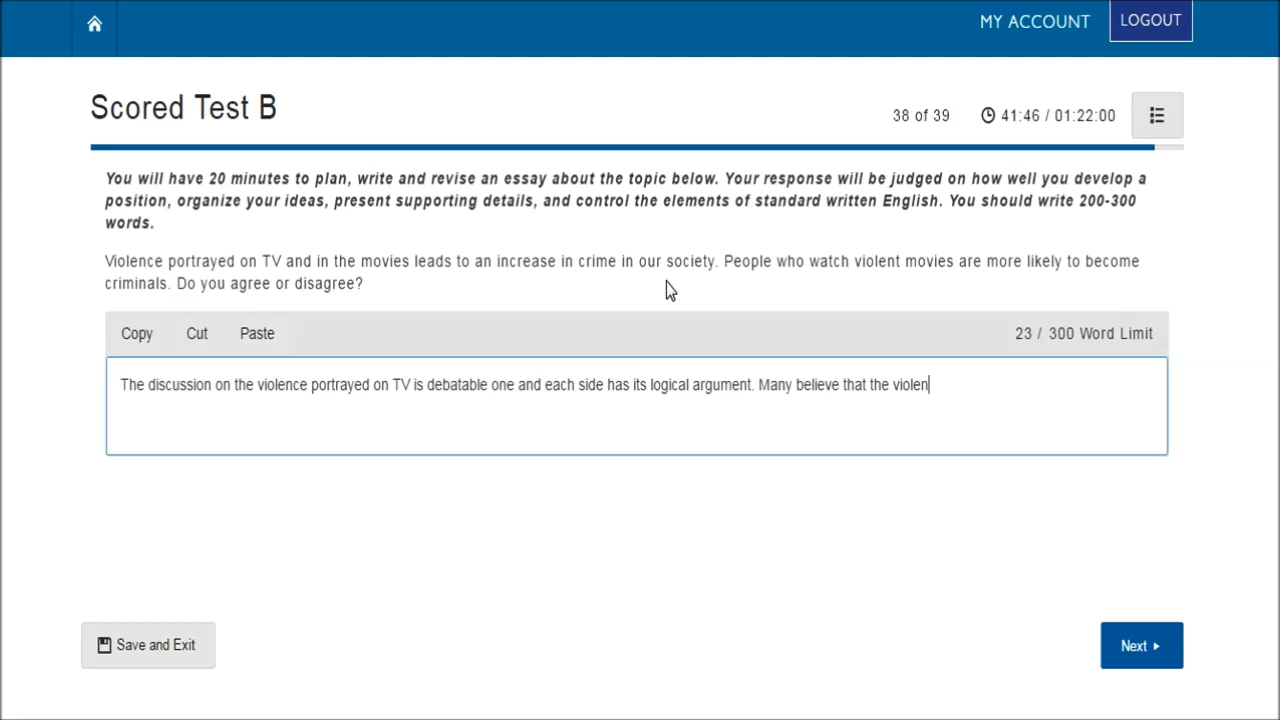 MY ACCOUNT LOGOUT
Scored Test B
38 of 39 41:46 / 01:22:00
You will have 20 minutes to plan, write and revise an essay about the topic below. Your response will be judged on how well you develop a
position, organize your ideas, present supporting details, and control the elements of standard written English. You should write 200-300
words.
Violence portrayed on TV and in the movies leads to an increase in crime in our society. People who watch violent movies are more likely to become
criminals. Do you agree or disagree?
Copy Cut Paste 23 / 300 Word Limit
The discussion on the violence portrayed on TV is debatable one and each side has its logical argument. Many believe that the violen
Save and Exit Next